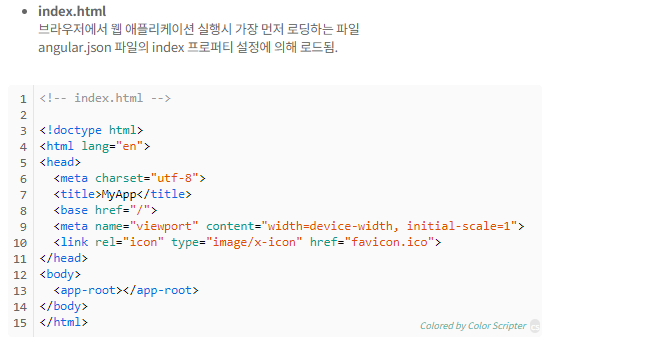 index.html
브라우저에서 웹 애플리케이션 실행시 가장 먼저 로딩하는 파일
angular.json 파일의 index 프로퍼티 설정에 의해 로드됨.
1 <!-- index.html -->
2
3 <!doctype html>
4 <html lang="en">
5 <head>
6   <meta charset="utf-8">
7   <title>MyApp</title>
8   <base href="/">
9   <meta name="viewport" content="width=device-width, initial-scale=1">
10   <link rel="icon" type="image/x-icon" href="favicon.ico">
11 </head>
12 <body>
13   <app-root></app-root>
14 </body>
15 </html>
Colored by Color Scripter